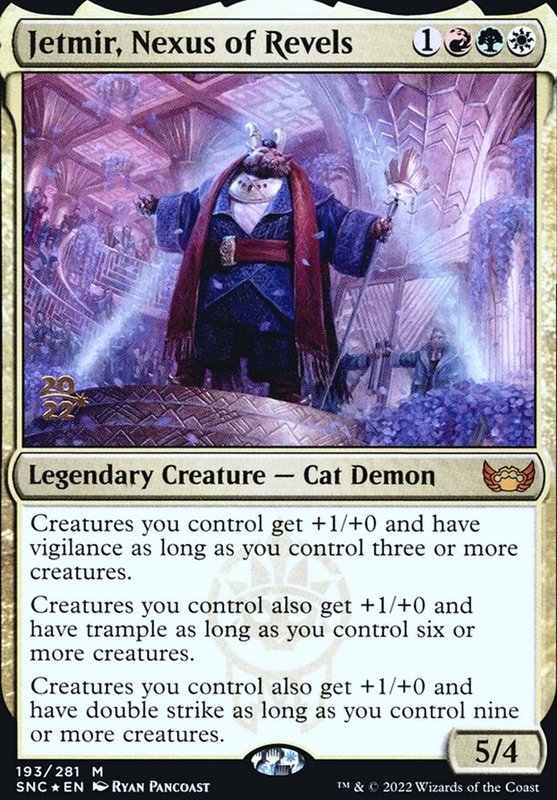 Jetmir, Nexus of Revels 1
20
22
Legendary Creature — Cat Demon
Creatures you control get +1/+0 and have
vigilance as long as you control three or more
creatures.
Creatures you control also get +1/+0 and
have trample as long as you control six or
more creatures.
Creatures you control also get +1/+0 and
have double strike as long as you control nine
or more creatures.
5/4
193/281 M
SNC★EN Ryan Pancoast
™ & © 2022 Wizards of the Coast